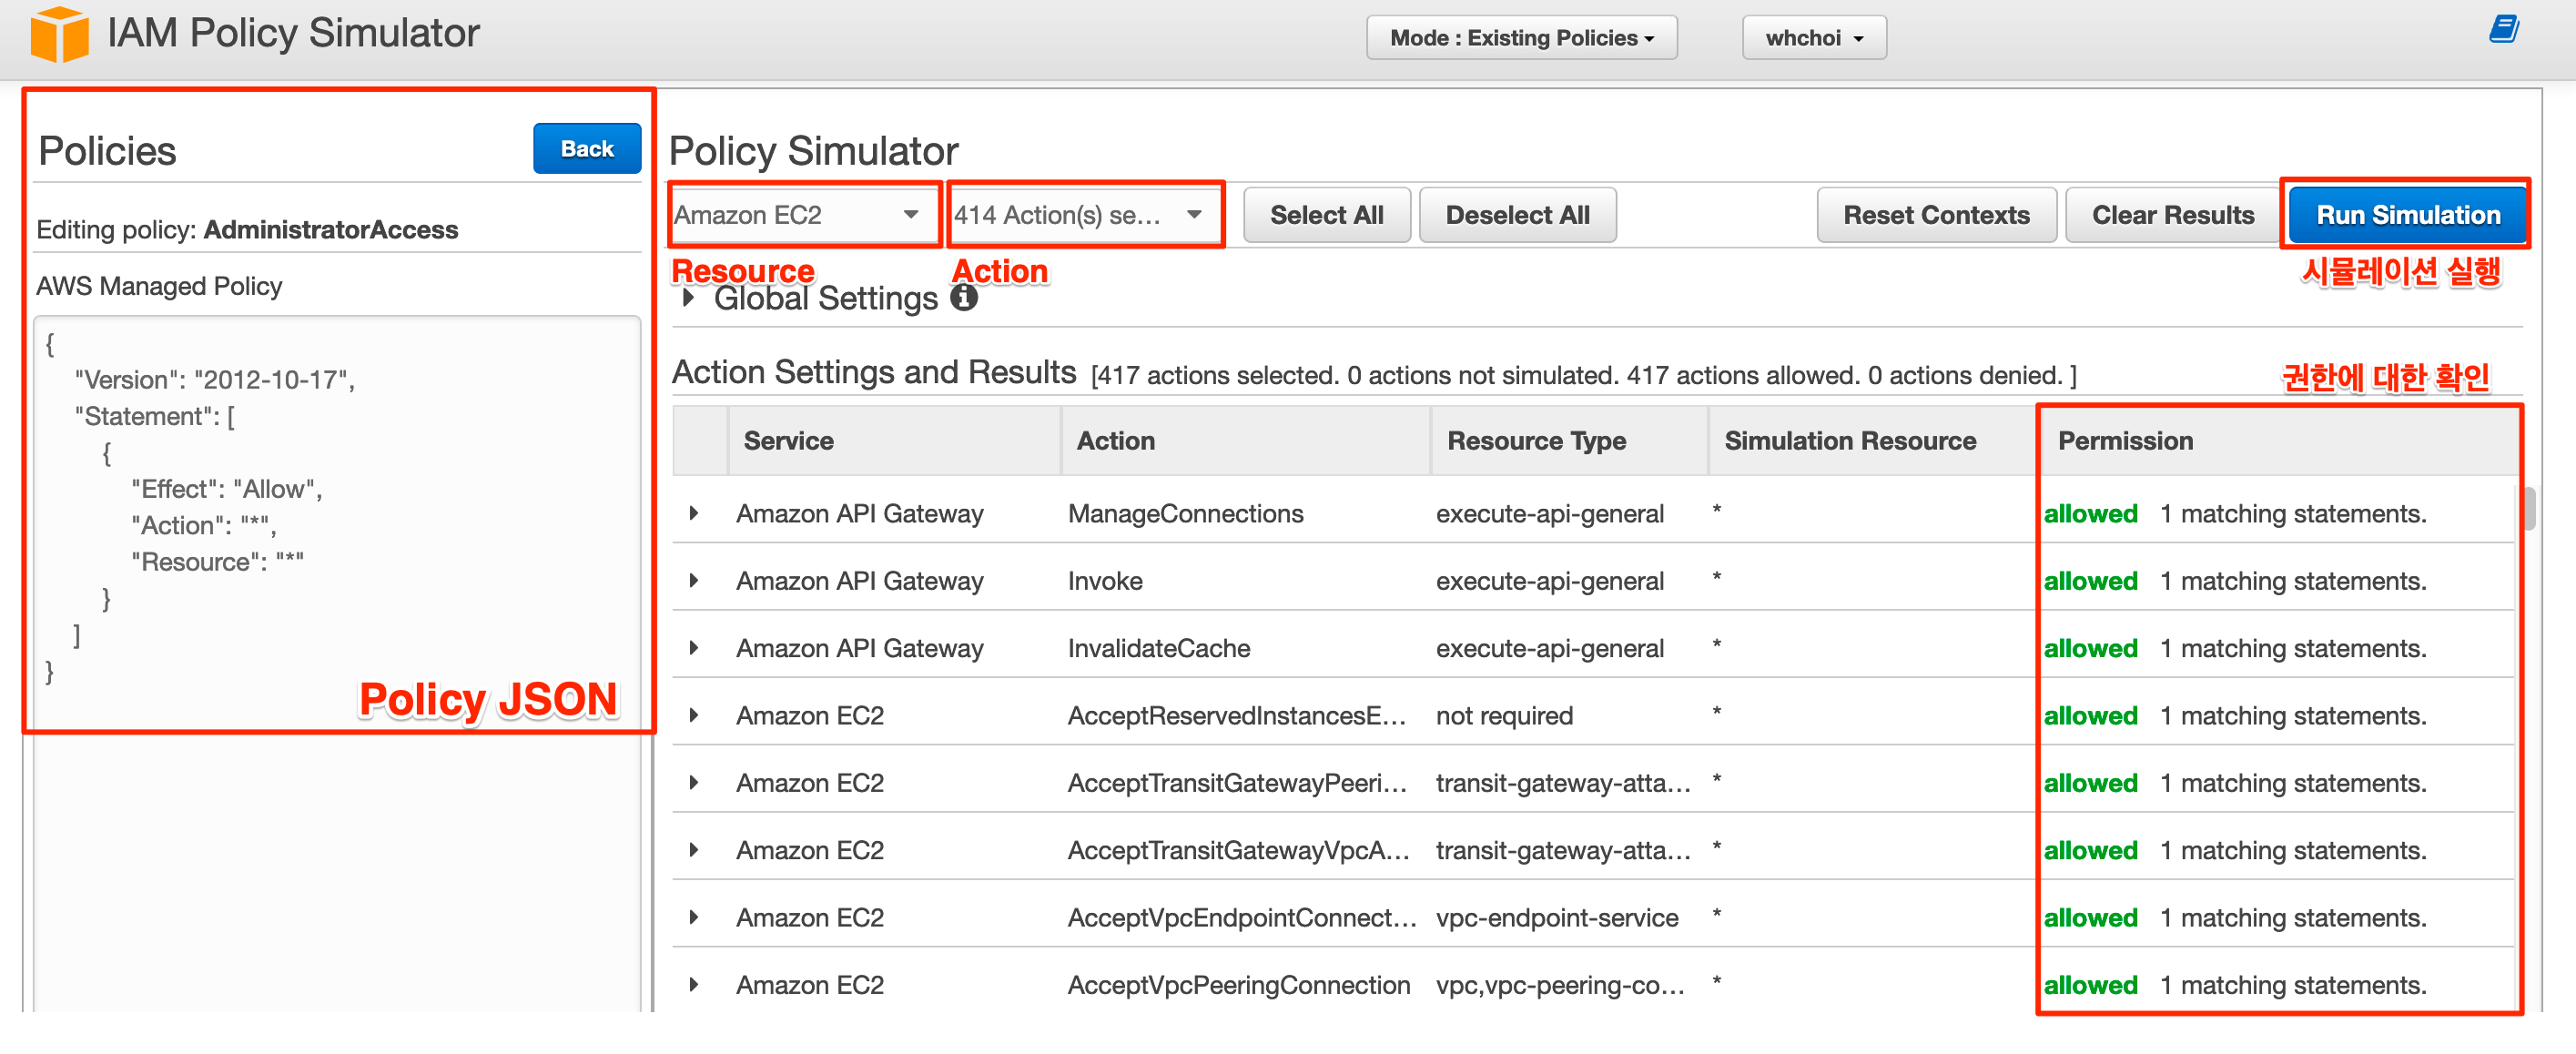 IAM Policy Simulator
Mode : Existing Policies
whchoi
Policies
Back
Editing policy: AdministratorAccess
AWS Managed Policy
{
"Version": "2012-10-17",
"Statement": [
{
"Effect": "Allow",
"Action": "*",
"Resource": "*"
}
]
}
Policy JSON
Policy Simulator
Amazon EC2
414 Action(s) se...
Select All
Deselect All
Reset Contexts
Clear Results
Run Simulation
Resource
Action
시뮬레이션 실행
Global Settings
Action Settings and Results [417 actions selected. 0 actions not simulated. 417 actions allowed. 0 actions denied. ]
권한에 대한 확인
Service Action Resource Type Simulation Resource Permission
Amazon API Gateway ManageConnections execute-api-general * allowed 1 matching statements.
Amazon API Gateway Invoke execute-api-general * allowed 1 matching statements.
Amazon API Gateway InvalidateCache execute-api-general * allowed 1 matching statements.
Amazon EC2 AcceptReservedInstancesE... not required * allowed 1 matching statements.
Amazon EC2 AcceptTransitGatewayPeeri... transit-gateway-atta... * allowed 1 matching statements.
Amazon EC2 AcceptTransitGatewayVpcA... transit-gateway-atta... * allowed 1 matching statements.
Amazon EC2 AcceptVpcEndpointConnect... vpc-endpoint-service * allowed 1 matching statements.
Amazon EC2 AcceptVpcPeeringConnection vpc,vpc-peering-co... * allowed 1 matching statements.